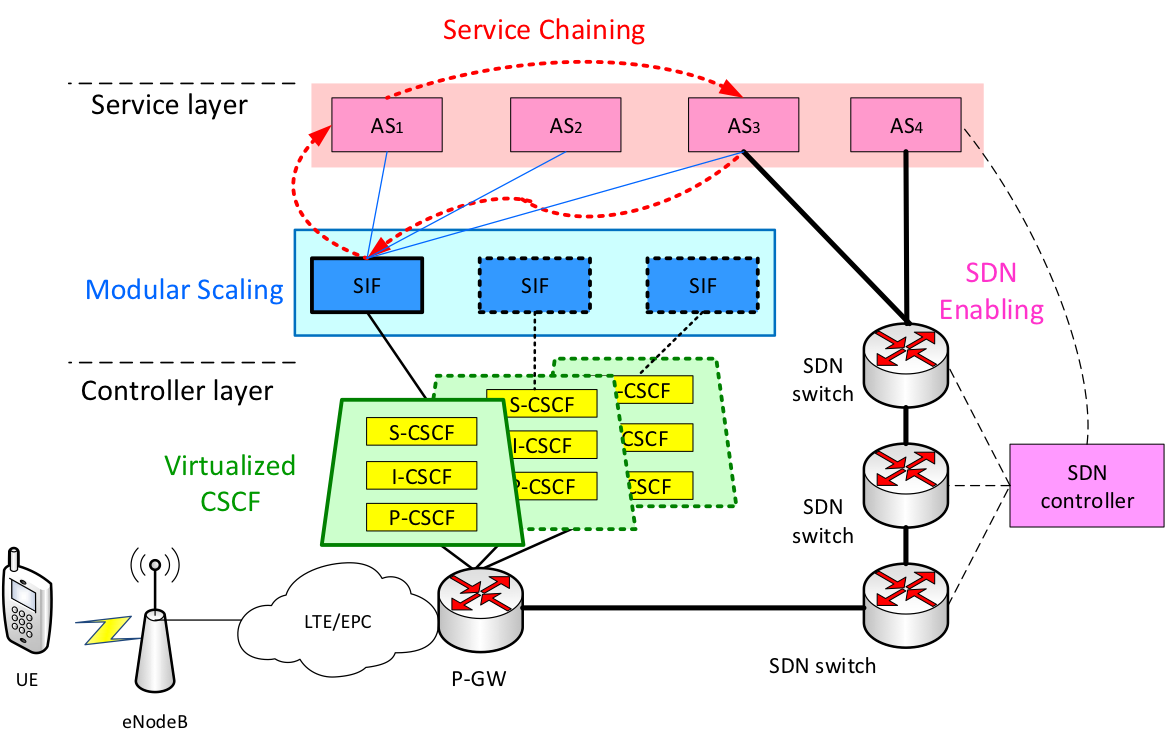 Service Chaining
Service layer
AS1
AS2
AS3
AS4
Modular Scaling
SIF
SIF
SIF
SDN
Enabling
Controller layer
SDN
switch
S-CSCF
I-CSCF
P-CSCF
S-CSCF
I-CSCF
P-CSCF
-CSCF
CSCF
CSCF
Virtualized
CSCF
SDN
controller
SDN
switch
LTE/EPC
P-GW
SDN switch
UE
eNodeB